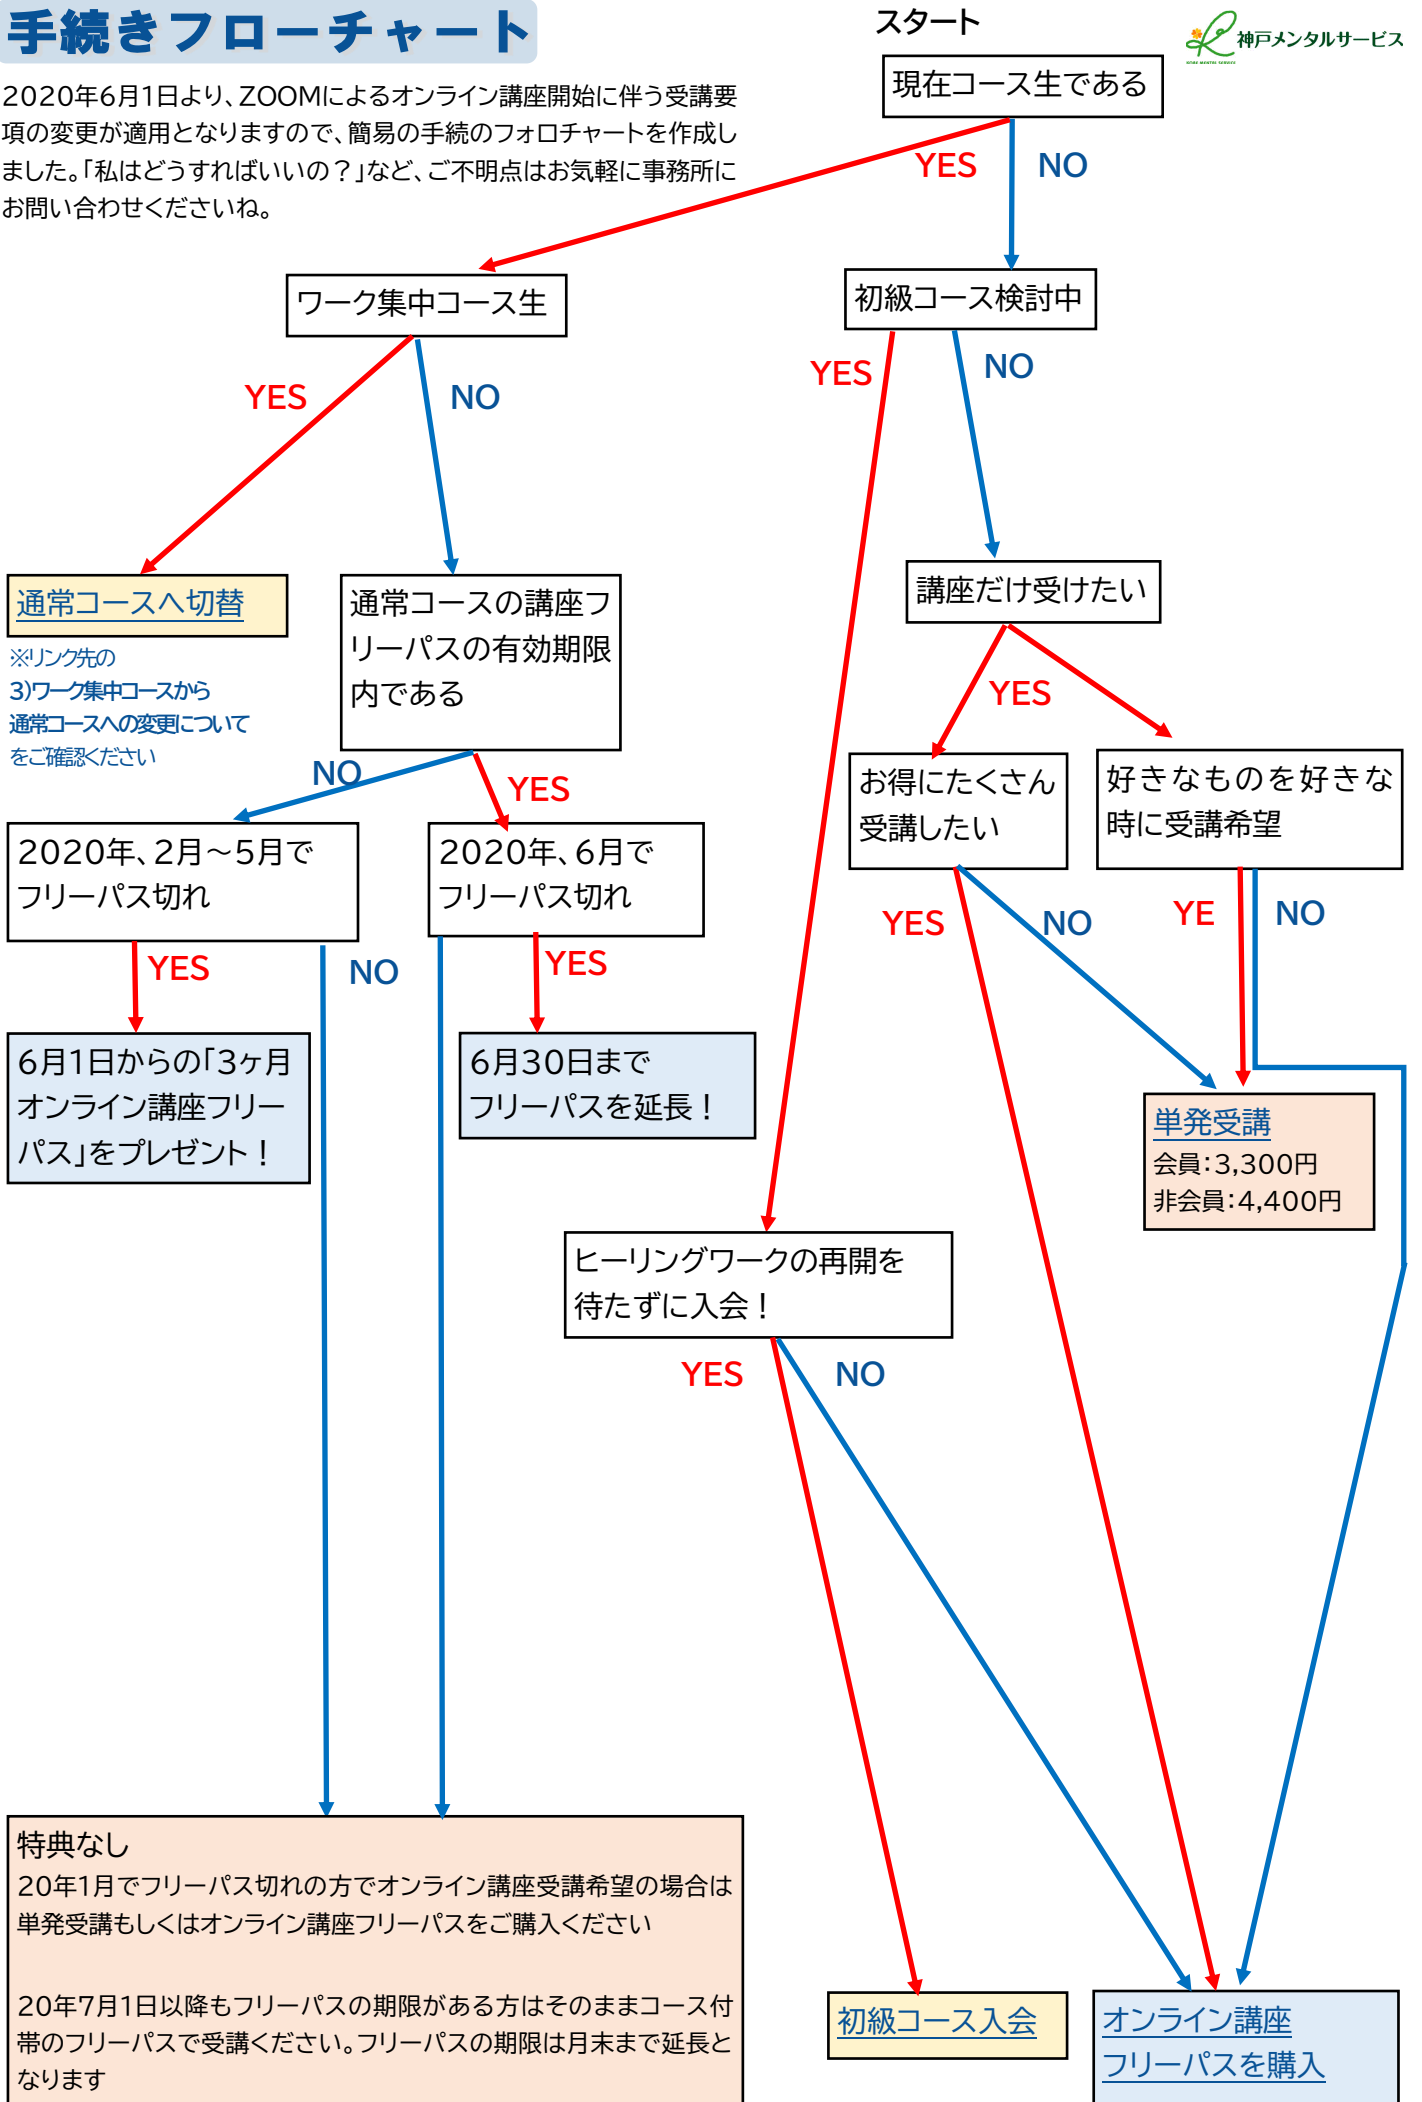 手続きフローチャート
スタート
神戸メンタルサービス
KOBE MENTAL SERVICE
2020年6月1日より、ZOOMによるオンライン講座開始に伴う受講要
項の変更が適用となりますので、簡易の手続のフォロチャートを作成し
ました。「私はどうすればいいの？」など、ご不明点はお気軽に事務所に
お問い合わせくださいね。
現在コース生である
YES
NO
ワーク集中コース生
初級コース検討中
YES
NO
YES
NO
通常コースへ切替
※リンク先の
3)ワーク集中コースから
通常コースへの変更について
をご確認ください
通常コースの講座フ
リーパスの有効期限
内である
講座だけ受けたい
YES
NO
YES
お得にたくさん
受講したい
好きなものを好きな
時に受講希望
2020年、2月～5月で
フリーパス切れ
2020年、6月で
フリーパス切れ
YES
NO
YE
NO
YES
NO
YES
6月1日からの「3ヶ月
オンライン講座フリー
パス」をプレゼント！
6月30日まで
フリーパスを延長！
単発受講
会員：3,300円
非会員：4,400円
ヒーリングワークの再開を
待たずに入会！
YES
NO
特典なし
20年1月でフリーパス切れの方でオンライン講座受講希望の場合は
単発受講もしくはオンライン講座フリーパスをご購入ください
20年7月1日以降もフリーパスの期限がある方はそのままコース付
帯のフリーパスで受講ください。フリーパスの期限は月末まで延長と
なります
初級コース入会
オンライン講座
フリーパスを購入